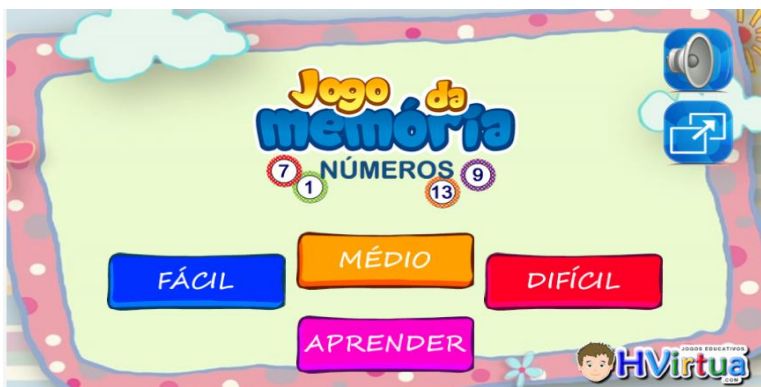 Jogo da
memória
NÚMEROS
7
1
13
9
MÉDIO
FÁCIL
DIFÍCIL
APRENDER
JOGOS EDUCATIVOS
HVirtua
.COM